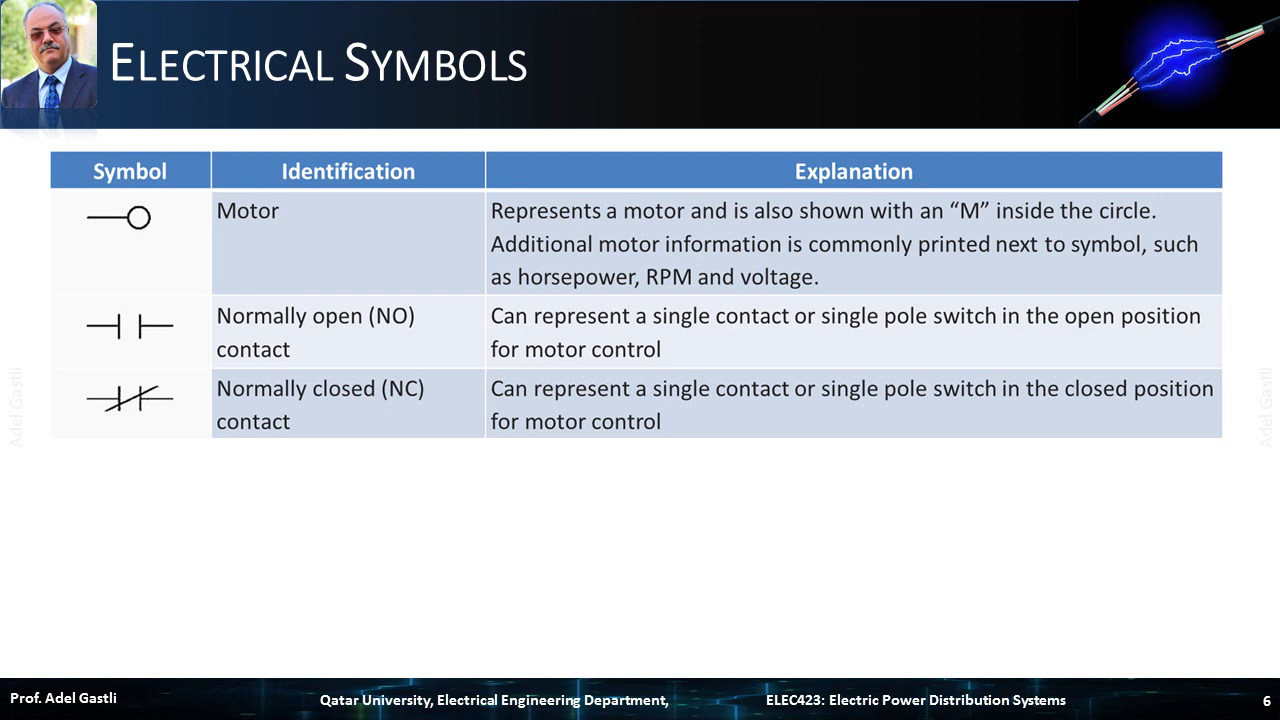 ELECTRICAL SYMBOLS
Symbol Identification Explanation
Motor
Represents a motor and is also shown with an “M” inside the circle.
Additional motor information is commonly printed next to symbol, such
as horsepower, RPM and voltage.
Normally open (NO)
contact
Can represent a single contact or single pole switch in the open position
for motor control
Normally closed (NC)
contact
Can represent a single contact or single pole switch in the closed position
for motor control
Adel Gastli
Adel Gastli
Prof. Adel Gastli
Qatar University, Electrical Engineering Department,
ELEC423: Electric Power Distribution Systems
6